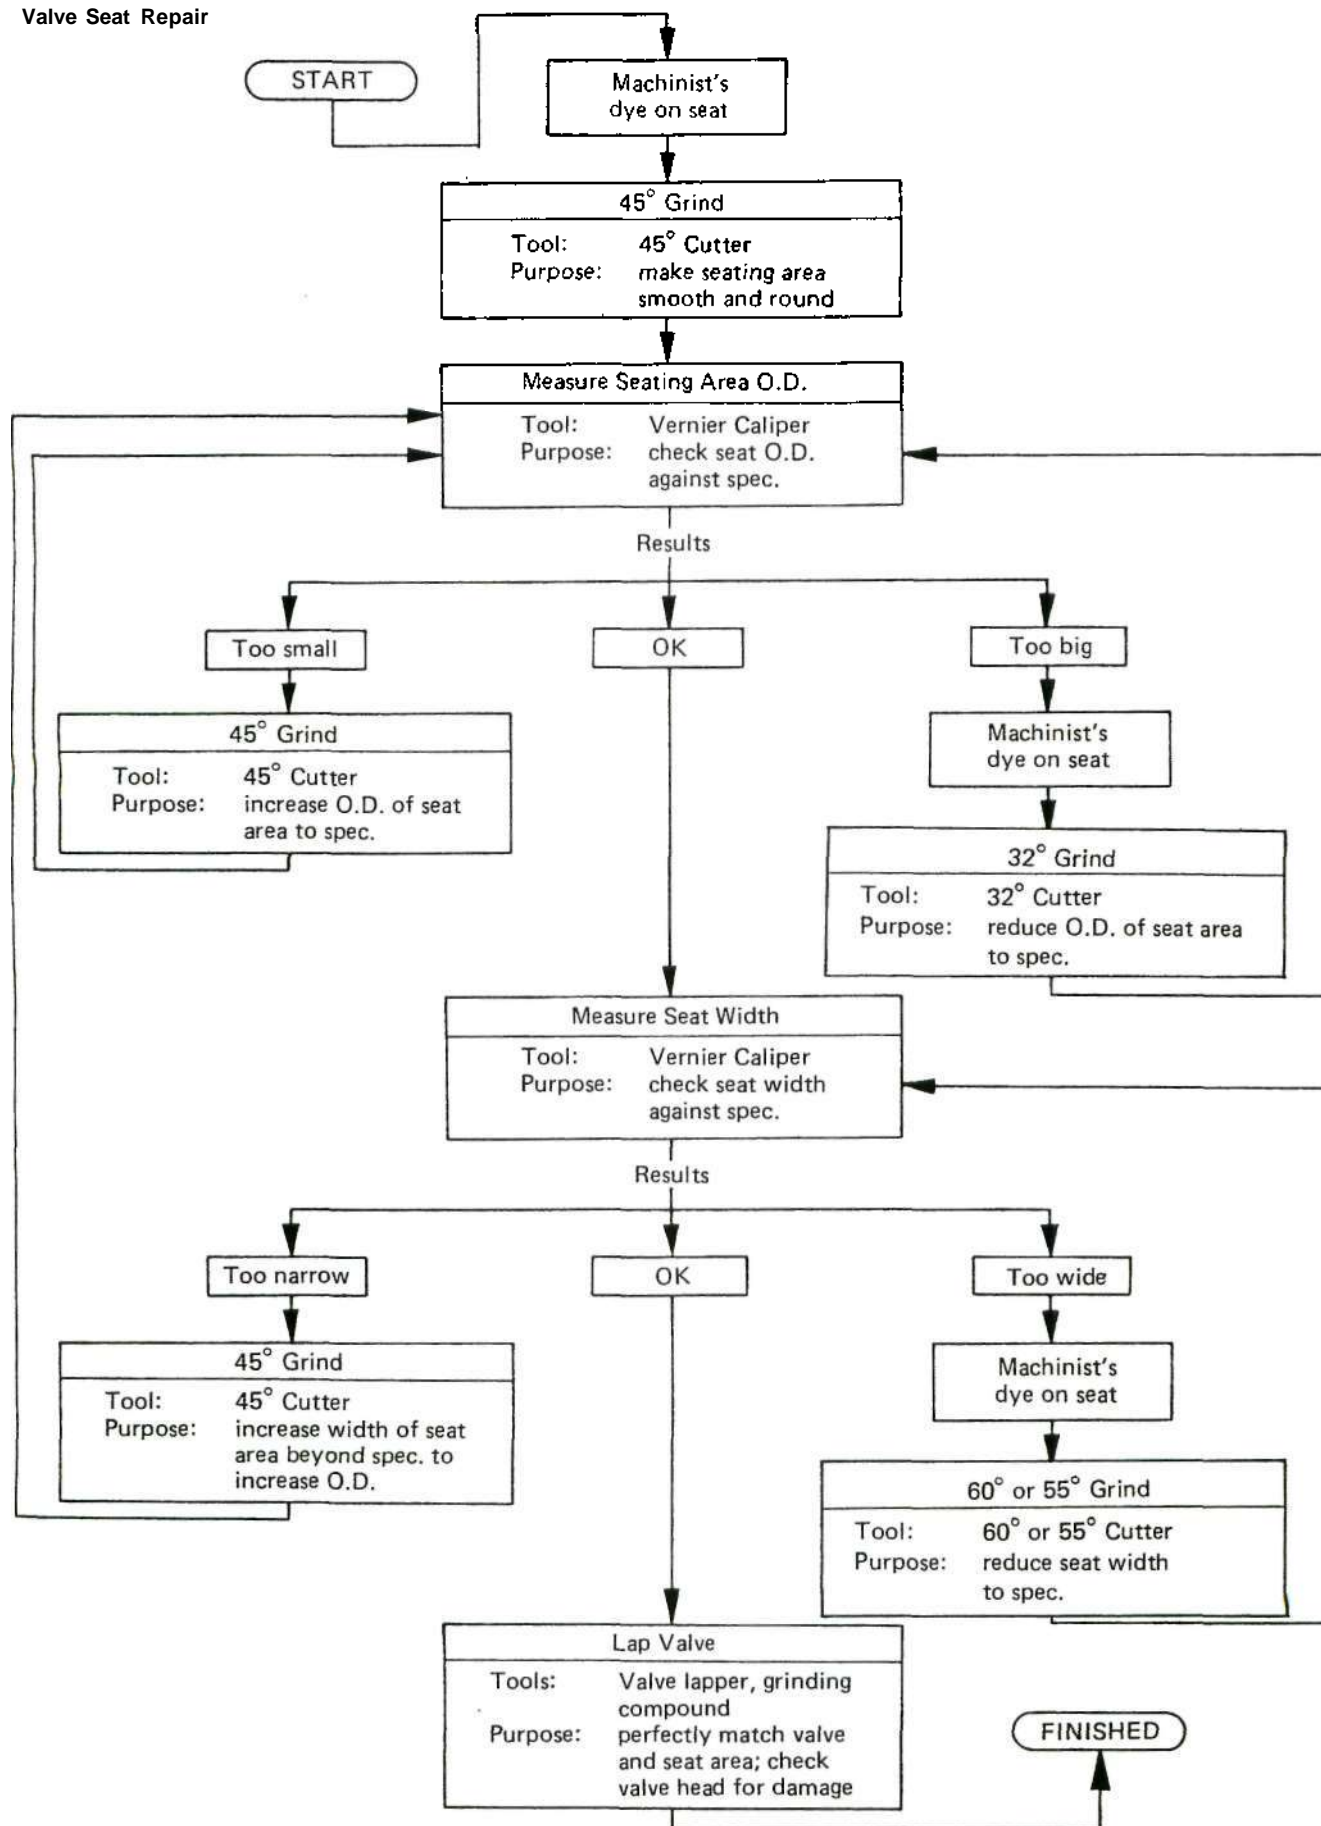 Valve Seat Repair
START
Machinist's
dye on seat
45° Grind
Tool: 45° Cutter
Purpose: make seating area
smooth and round
Measure Seating Area O.D.
Tool: Vernier Caliper
Purpose: check seat O.D.
against spec.
Results
Too small
OK
Too big
45° Grind
Tool: 45° Cutter
Purpose: increase O.D. of seat
area to spec.
Machinist's
dye on seat
32° Grind
Tool: 32° Cutter
Purpose: reduce O.D. of seat area
to spec.
Measure Seat Width
Tool: Vernier Caliper
Purpose: check seat width
against spec.
Results
Too narrow
OK
Too wide
45° Grind
Tool: 45° Cutter
Purpose: increase width of seat
area beyond spec. to
increase O.D.
Machinist's
dye on seat
60° or 55° Grind
Tool: 60° or 55° Cutter
Purpose: reduce seat width
to spec.
Lap Valve
Tools: Valve lapper, grinding
compound
Purpose: perfectly match valve
and seat area; check
valve head for damage
FINISHED